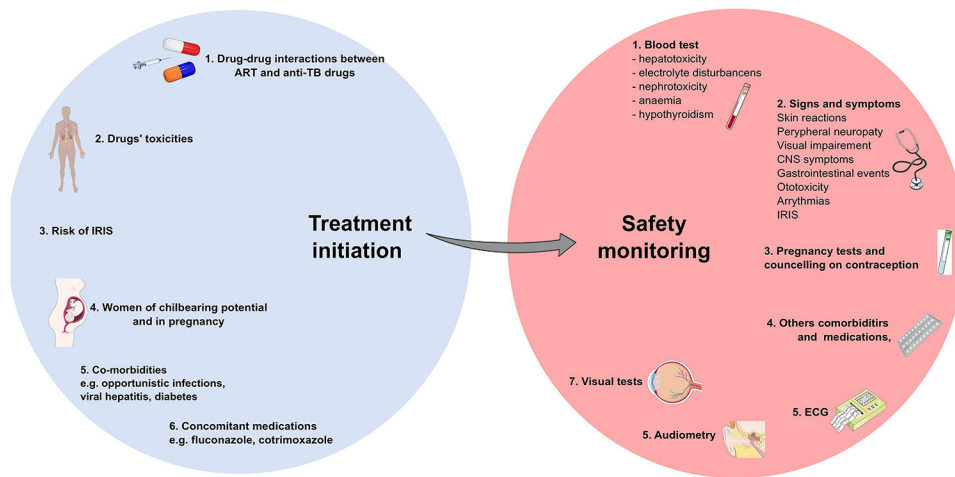 1. Drug-drug interactions between
ART and anti-TB drugs
2. Drugs' toxicities
3. Risk of IRIS
Treatment
initiation
4. Women of chilbearing potential
and in pregnancy
5. Co-morbidities
e.g. opportunistic infections,
viral hepatitis, diabetes
6. Concomitant medications
e.g. fluconazole, cotrimoxazole
1. Blood test
- hepatotoxicity
- electrolyte disturbancens
- nephrotoxicity
- anaemia
- hypothyroidism
2. Signs and symptoms
Skin reactions
Perypheral neuropaty
Visual impairement
CNS symptoms
Gastrointestinal events
Ototoxicity
Arrythmias
IRIS
Safety
monitoring
3. Pregnancy tests and
councelling on contraception
4. Others comorbiditirs
and medications,
5. ECG
5. Audiometry
7. Visual tests